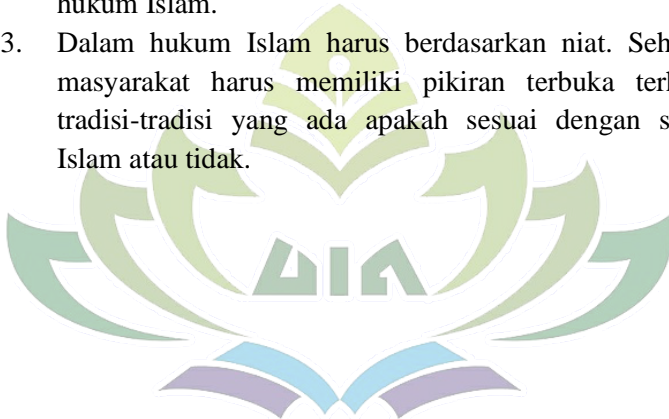 hukum Islam.
3. Dalam hukum Islam harus berdasarkan niat. Seh
masyarakat harus memiliki pikiran terbuka terh
tradisi-tradisi yang ada apakah sesuai dengan s
Islam atau tidak.
UIN